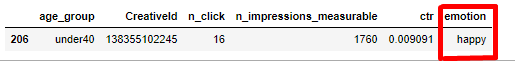 age_group CreativeId n_click n_impressions_measurable ctr emotion
206 under40 138355102245 16 1760 0.009091 happy